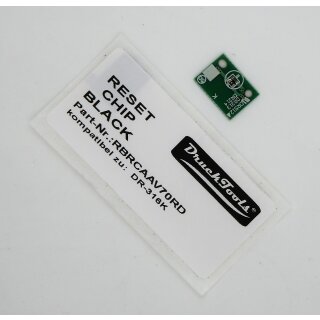 RESET
CHIP
BLACK
Part-Nr.:RBRCAAV70RD
kompatibel zu: DR-316K
DruckTools
K